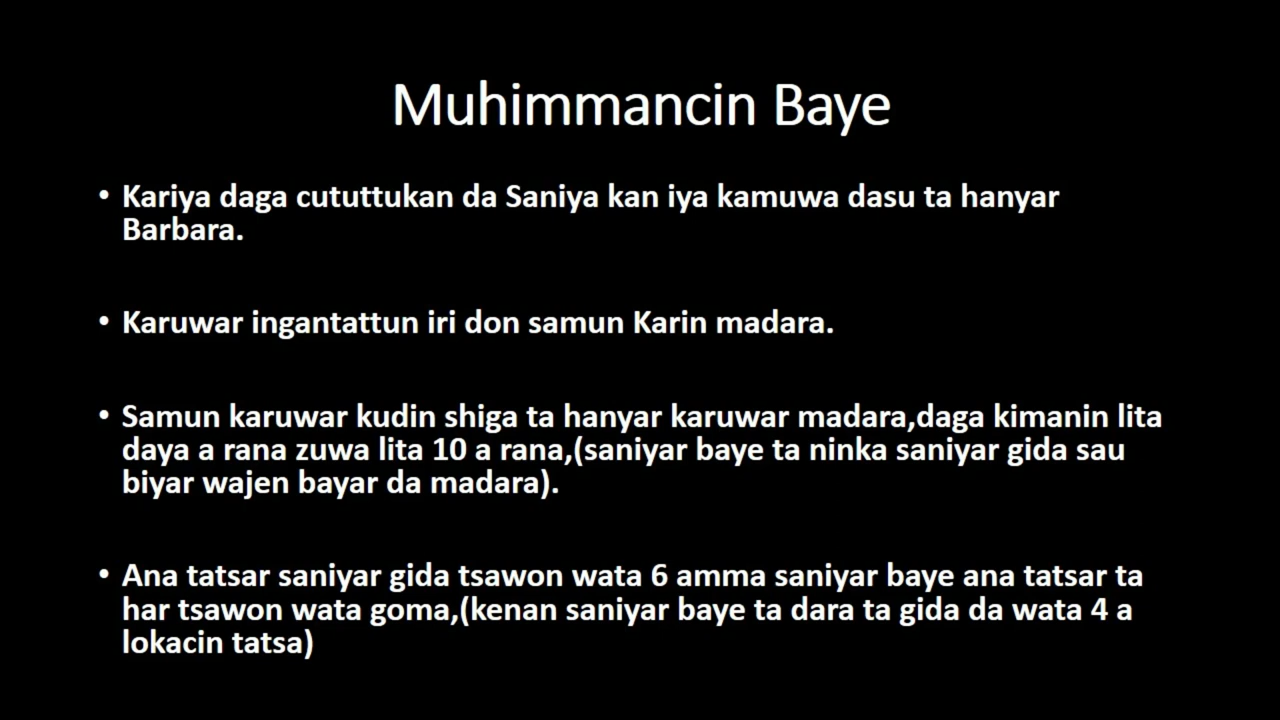 Muhimmancin Baye
• Kariya daga cututtukan da Saniya kan iya kamuwa dasu ta hanyar
Barbara.
• Karuwar ingantattun iri don samun Karin madara.
• Samun karuwar kudin shiga ta hanyar karuwar madara,daga kimanin lita
daya a rana zuwa lita 10 a rana,(saniyar baye ta ninka saniyar gida sau
biyar wajen bayar da madara).
• Ana tatsar saniyar gida tsawon wata 6 amma saniyar baye ana tatsar ta
har tsawon wata goma,(kenan saniyar baye ta dara ta gida da wata 4 a
lokacin tatsa)